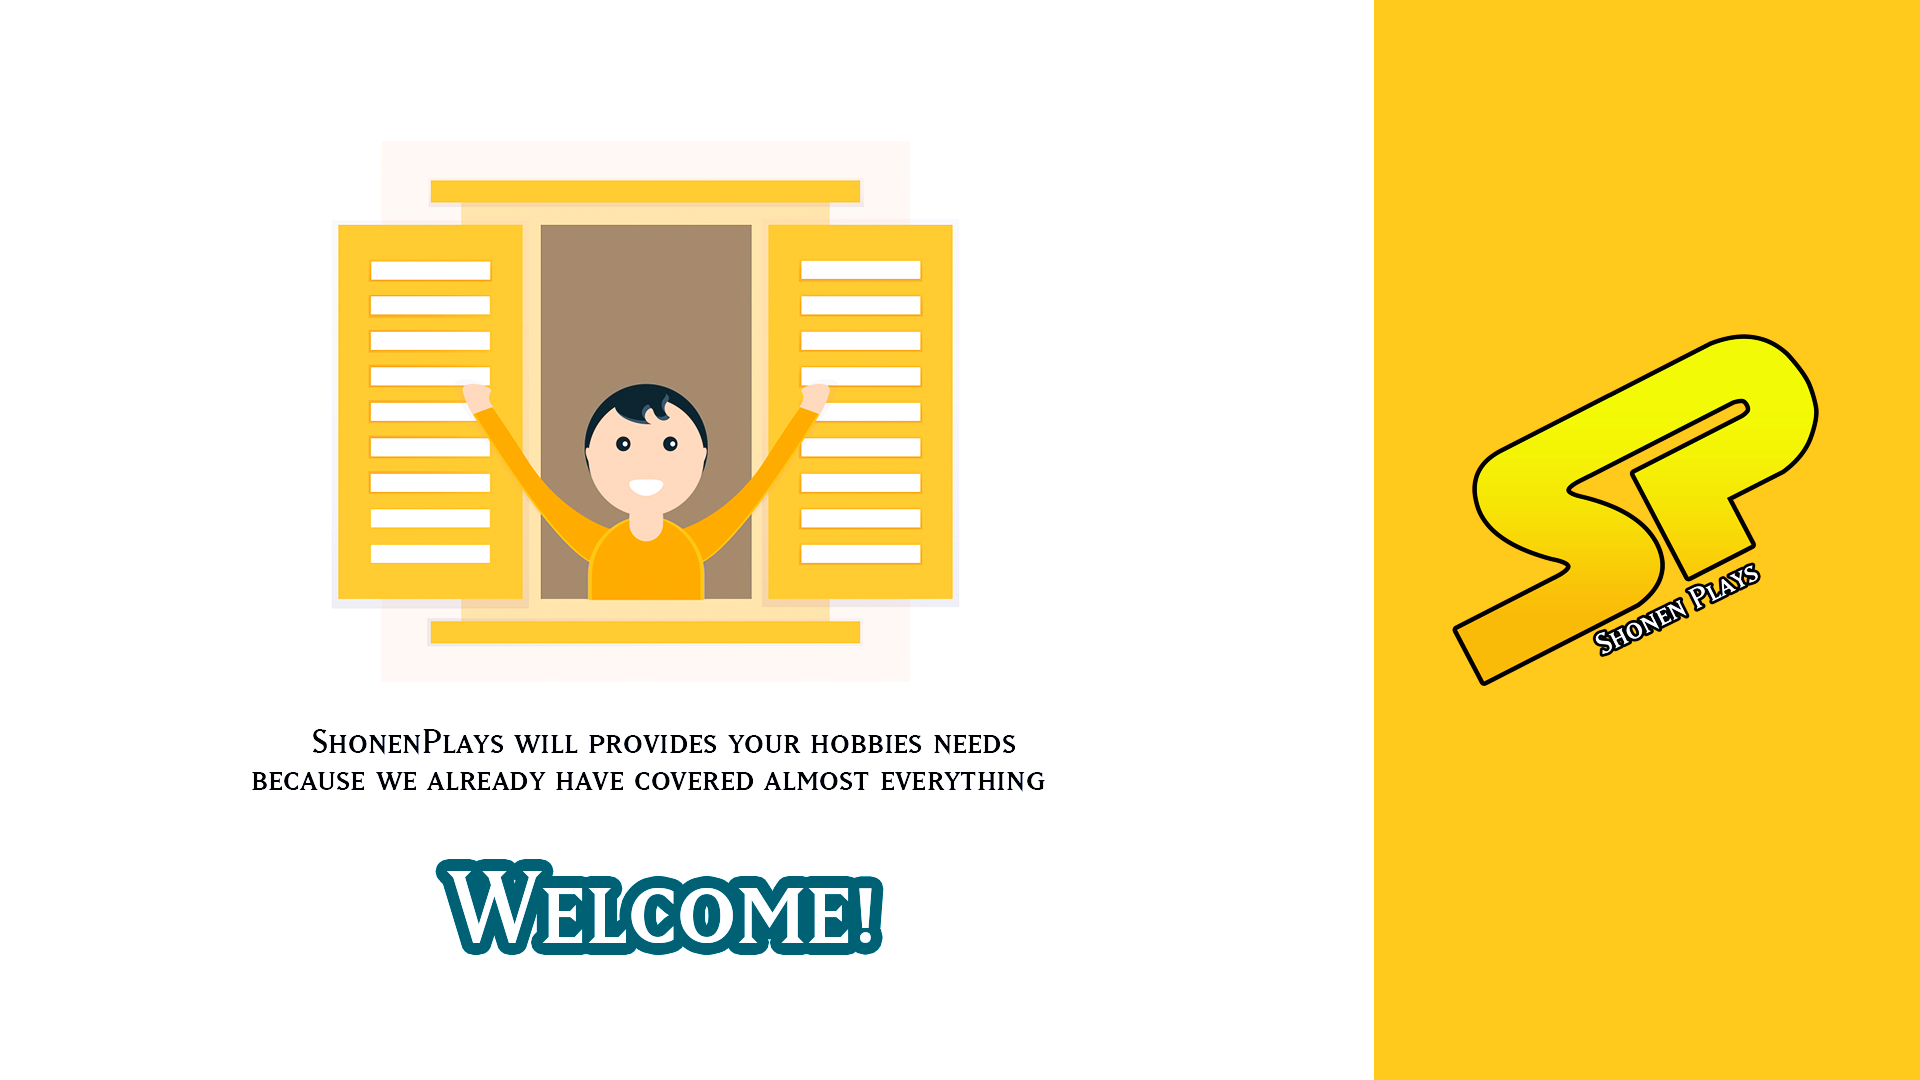 ShonenPlays will provides your hobbies needs
because we already have covered almost everything
Welcome!
SP
Shonen Plays